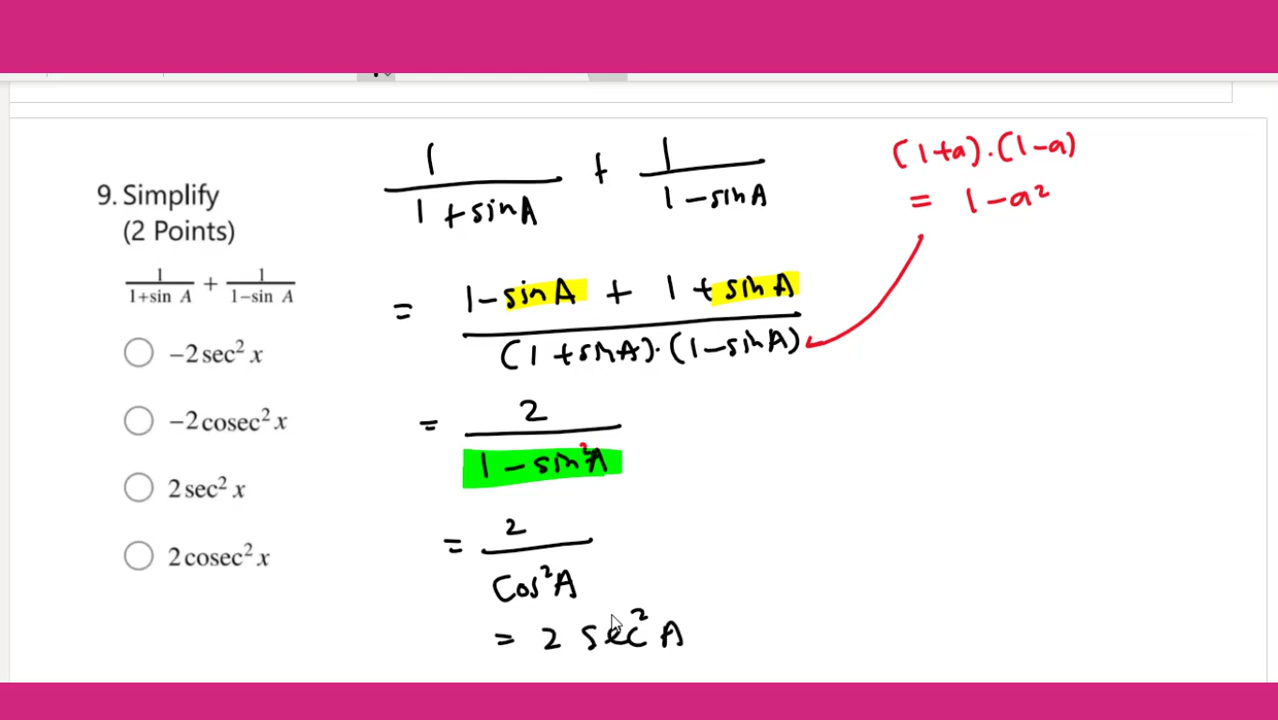 9. Simplify
(2 Points)
1/(1+sin A) + 1/(1−sin A)
−2 sec² x
−2 cosec² x
2 sec² x
2 cosec² x
1/(1+sinA) + 1/(1−sinA)
= (1−sinA + 1+sinA)/((1+sinA).(1−sinA))
= 2/(1−sin²A)
= 2/Cos²A
= 2 sec²A
(1+a).(1−a)
= 1−a²